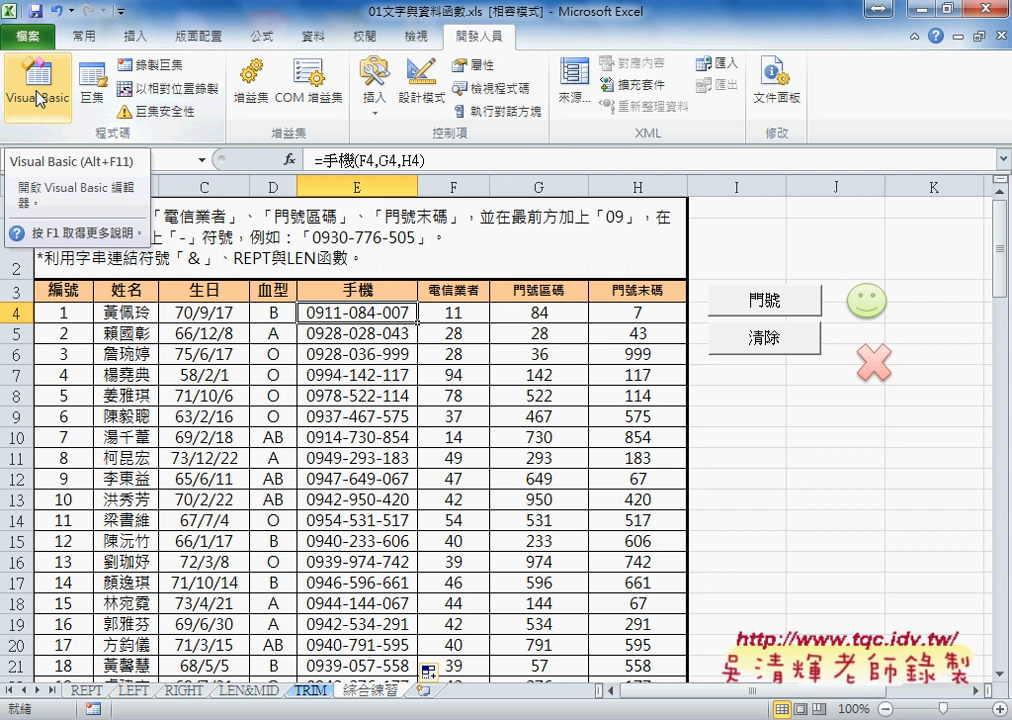 01文字與資料函數.xls [相容模式] - Microsoft Excel
檔案 常用 插入 版面配置 公式 資料 校閱 檢視 開發人員
Visual Basic 巨集 錄製巨集 以相對位置錄製 巨集安全性 程式碼
增益集 COM 增益集 增益集
插入 設計模式 屬性 檢視程式碼 執行對話方塊 控制項
來源... 對應內容 擴充套件 重新整理資料 匯入 匯出 XML
文件面板 修改
Visual Basic (Alt+F11)
開啟 Visual Basic 編輯
器。
按 F1 取得更多說明。
fx =手機(F4,G4,H4)
C D E F G H I J K
「電信業者」、「門號區碼」、「門號末碼」，並在最前方加上「09」，在
上「-」符號，例如：「0930-776-505」。
2 *利用字串連結符號「＆」、REPT與LEN函數。
3 編號 姓名 生日 血型 手機 電信業者 門號區碼 門號末碼
4 1 黃佩玲 70/9/17 B 0911-084-007 11 84 7
5 2 賴國彰 66/12/8 A 0928-028-043 28 28 43
6 3 詹琬婷 75/6/17 O 0928-036-999 28 36 999
7 4 楊堯典 58/2/1 O 0994-142-117 94 142 117
8 5 姜雅琪 71/10/6 O 0978-522-114 78 522 114
9 6 陳毅聰 63/2/16 O 0937-467-575 37 467 575
10 7 湯千葦 69/2/18 AB 0914-730-854 14 730 854
11 8 柯昆宏 73/12/22 A 0949-293-183 49 293 183
12 9 李東益 65/6/11 AB 0947-649-067 47 649 67
13 10 洪秀芳 70/2/22 AB 0942-950-420 42 950 420
14 11 梁書維 67/7/4 O 0954-531-517 54 531 517
15 12 陳沅竹 66/1/17 B 0940-233-606 40 233 606
16 13 劉珈妤 72/3/8 O 0939-974-742 39 974 742
17 14 顏逸琪 71/10/14 B 0946-596-661 46 596 661
18 15 林宛霓 73/4/21 A 0944-144-067 44 144 67
19 16 郭雅芬 69/6/30 A 0942-534-291 42 534 291
20 17 方鈞儀 71/3/15 AB 0940-791-595 40 791 595
21 18 黃馨慧 68/5/5 B 0939-057-558 39 57 558
門號
清除
http://www.tqc.idv.tw/
吳清輝老師錄製
REPT LEFT RIGHT LEN&MID TRIM 綜合練習
就緒 100%